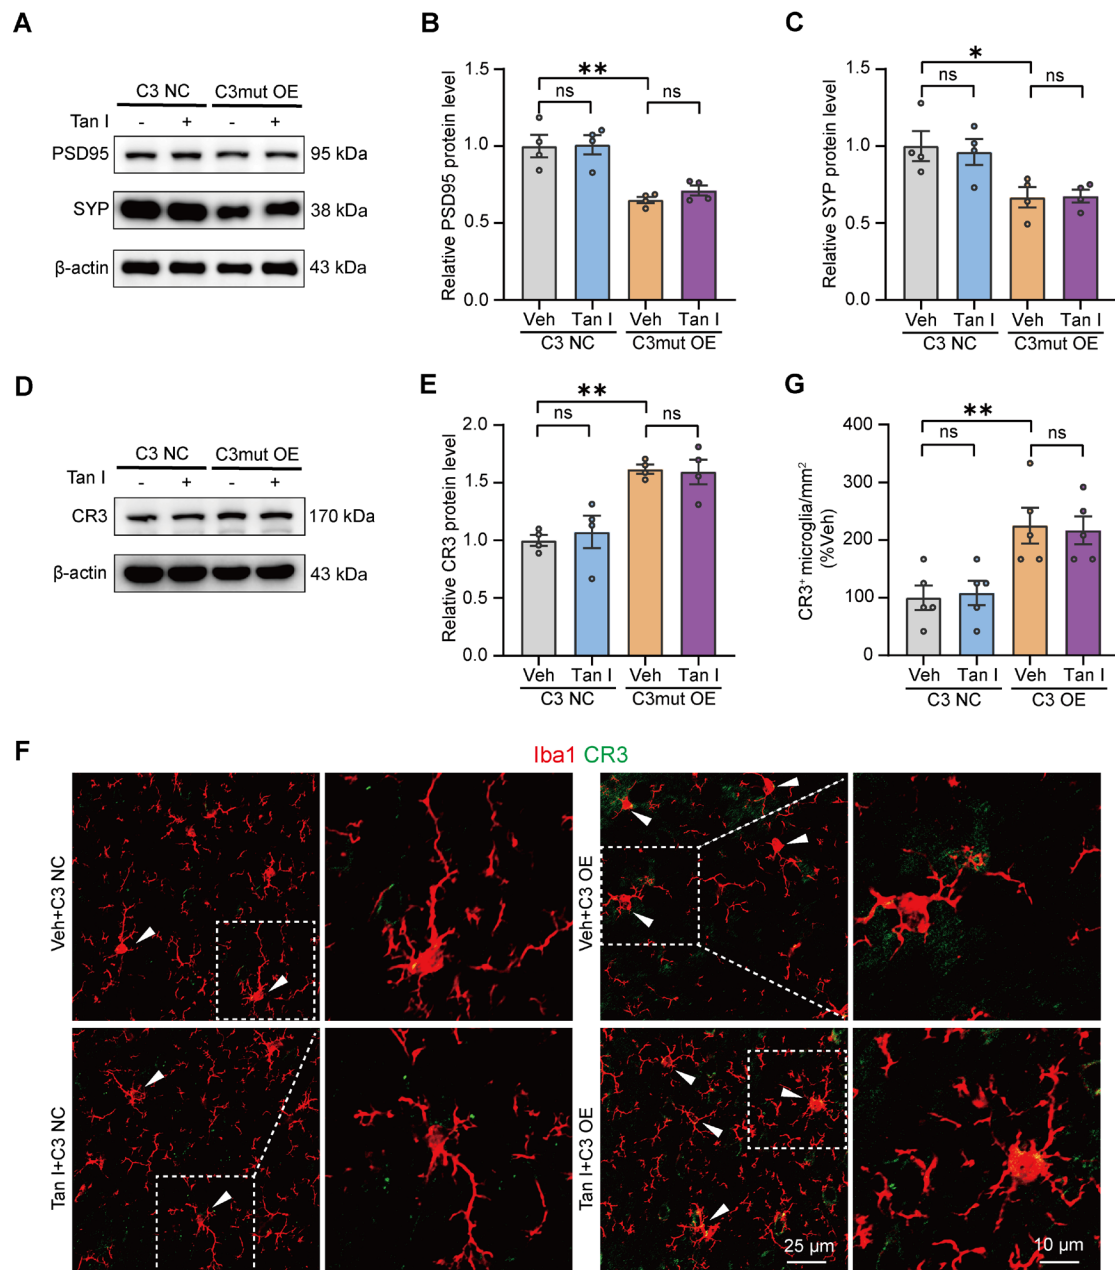 A
C3 NC C3mut OE
Tan I - + - +
PSD95 95 kDa
SYP 38 kDa
β-actin 43 kDa
B
Relative PSD95 protein level
1.5
1.0
0.5
0.0
**
ns
ns
Veh Tan I Veh Tan I
C3 NC C3mut OE
C
Relative SYP protein level
1.5
1.0
0.5
0.0
*
ns
ns
Veh Tan I Veh Tan I
C3 NC C3mut OE
D
C3 NC C3mut OE
Tan I - + - +
CR3 170 kDa
β-actin 43 kDa
E
Relative CR3 protein level
2.0
1.5
1.0
0.5
0.0
**
ns
ns
Veh Tan I Veh Tan I
C3 NC C3mut OE
G
CR3⁺ microglia/mm²
(%Veh)
400
300
200
100
0
**
ns
ns
Veh Tan I Veh Tan I
C3 NC C3 OE
F
Iba1 CR3
Veh+C3 NC
Veh+C3 OE
Tan I+C3 NC
Tan I+C3 OE
25 µm
10 µm